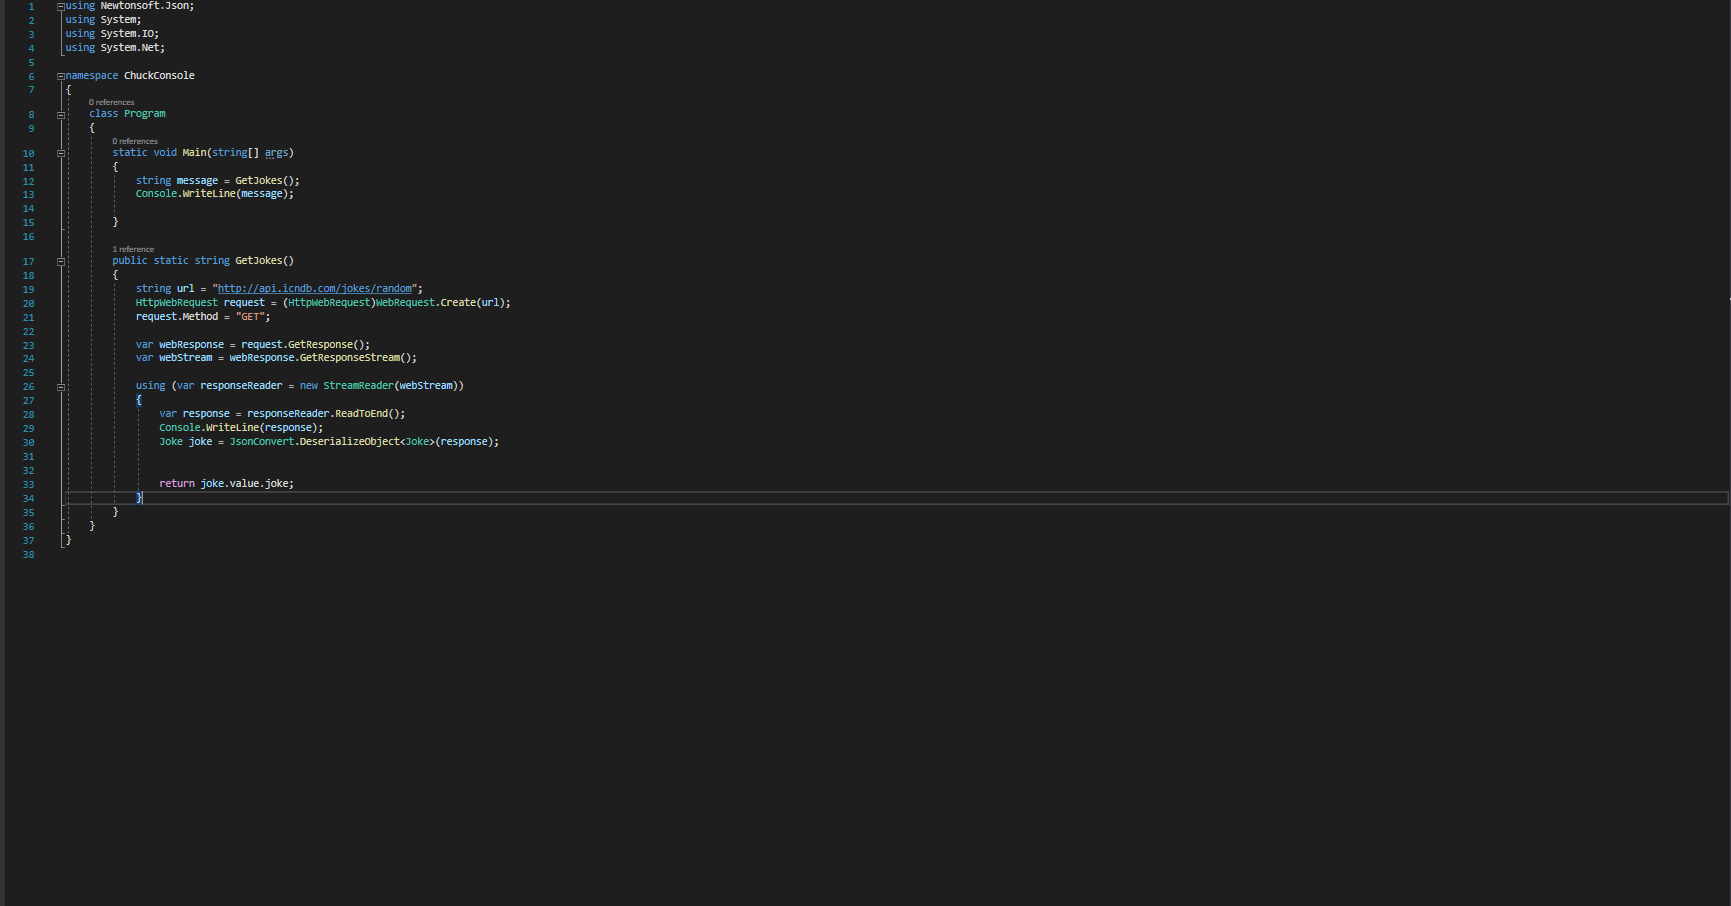 1 using Newtonsoft.Json;
2 using System;
3 using System.IO;
4 using System.Net;
5
6 namespace ChuckConsole
7 {
0 references
8 class Program
9 {
0 references
10 static void Main(string[] args)
11 {
12 string message = GetJokes();
13 Console.WriteLine(message);
14
15 }
16
1 reference
17 public static string GetJokes()
18 {
19 string url = "http://api.icndb.com/jokes/random";
20 HttpWebRequest request = (HttpWebRequest)WebRequest.Create(url);
21 request.Method = "GET";
22
23 var webResponse = request.GetResponse();
24 var webStream = webResponse.GetResponseStream();
25
26 using (var responseReader = new StreamReader(webStream))
27 {
28 var response = responseReader.ReadToEnd();
29 Console.WriteLine(response);
30 Joke joke = JsonConvert.DeserializeObject<Joke>(response);
31
32
33 return joke.value.joke;
34 }
35 }
36 }
37 }
38